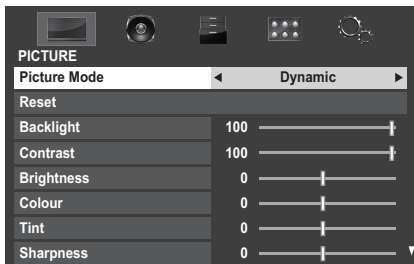 PICTURE
Picture Mode Dynamic
Reset
Backlight 100
Contrast 100
Brightness 0
Colour 0
Tint 0
Sharpness 0